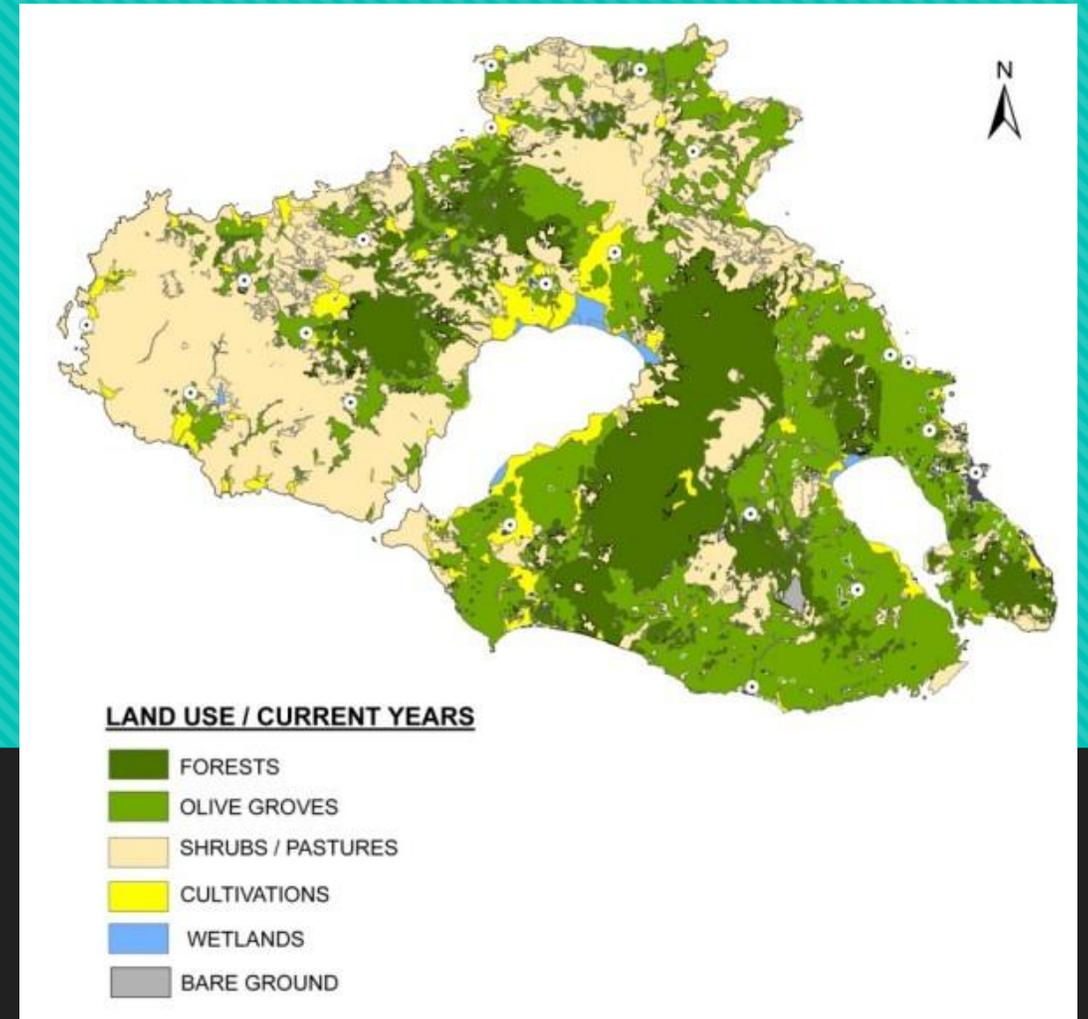 N
LAND USE / CURRENT YEARS
FORESTS
OLIVE GROVES
SHRUBS / PASTURES
CULTIVATIONS
WETLANDS
BARE GROUND